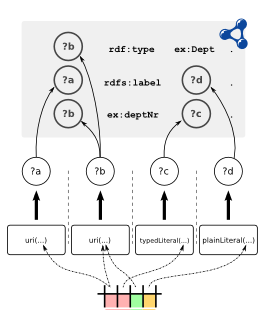 ?b rdf:type ex:Dept .
?a rdfs:label ?d .
?b ex:deptNr ?c .
?a ?b ?c ?d
uri(...) uri(...) typedLiteral(...) plainLiteral(...)